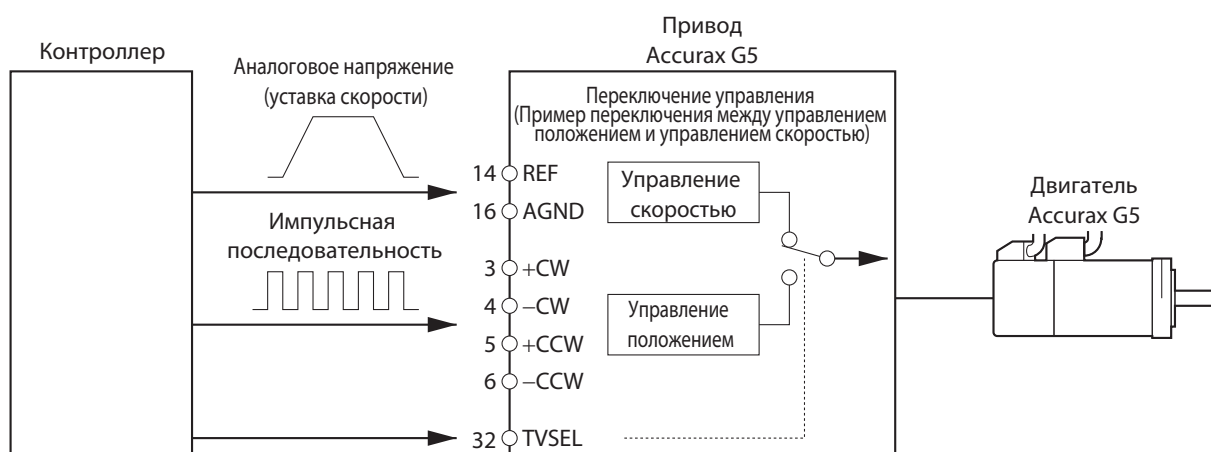 Контроллер
Аналоговое напряжение
(уставка скорости)
Импульсная
последовательность
Привод
Accurax G5
Переключение управления
(Пример переключения между управлением
положением и управлением скоростью)
14 REF
16 AGND
3 +CW
4 –CW
5 +CCW
6 –CCW
32 TVSEL
Управление
скоростью
Управление
положением
Двигатель
Accurax G5